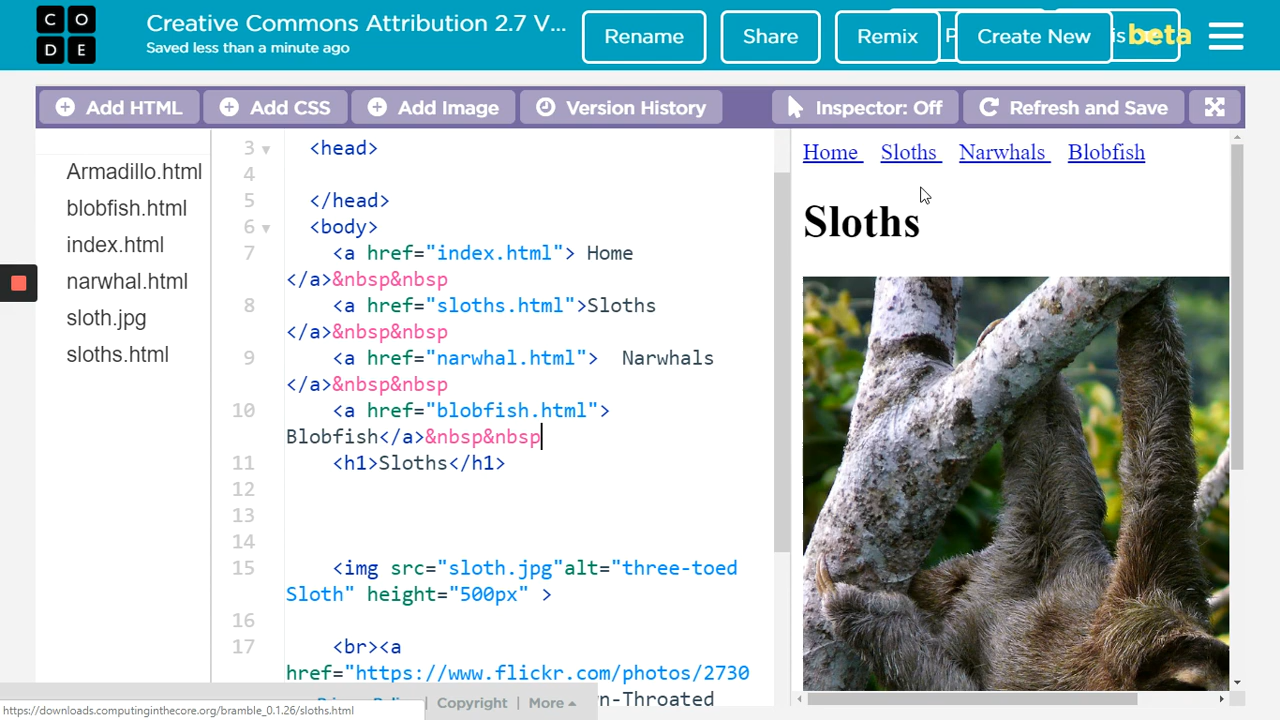 C O
D E
Creative Commons Attribution 2.7 V...
Saved less than a minute ago
Rename
Share
Remix
P
Create New
is
beta
Add HTML
Add CSS
Add Image
Version History
Inspector: Off
Refresh and Save
Armadillo.html
blobfish.html
index.html
narwhal.html
sloth.jpg
sloths.html
3 <head>
4
5 </head>
6 <body>
7 <a href="index.html"> Home
</a>&nbsp&nbsp
8 <a href="sloths.html">Sloths
</a>&nbsp&nbsp
9 <a href="narwhal.html">  Narwhals
</a>&nbsp&nbsp
10 <a href="blobfish.html">
Blobfish</a>&nbsp&nbsp
11 <h1>Sloths</h1>
12
13
14
15 <img src="sloth.jpg"alt="three-toed
Sloth" height="500px" >
16
17 <br><a
href="https://www.flickr.com/photos/2730
n-Throated
Home Sloths Narwhals Blobfish
Sloths
| Copyright | More
https://downloads.computinginthecore.org/bramble_0.1.26/sloths.html